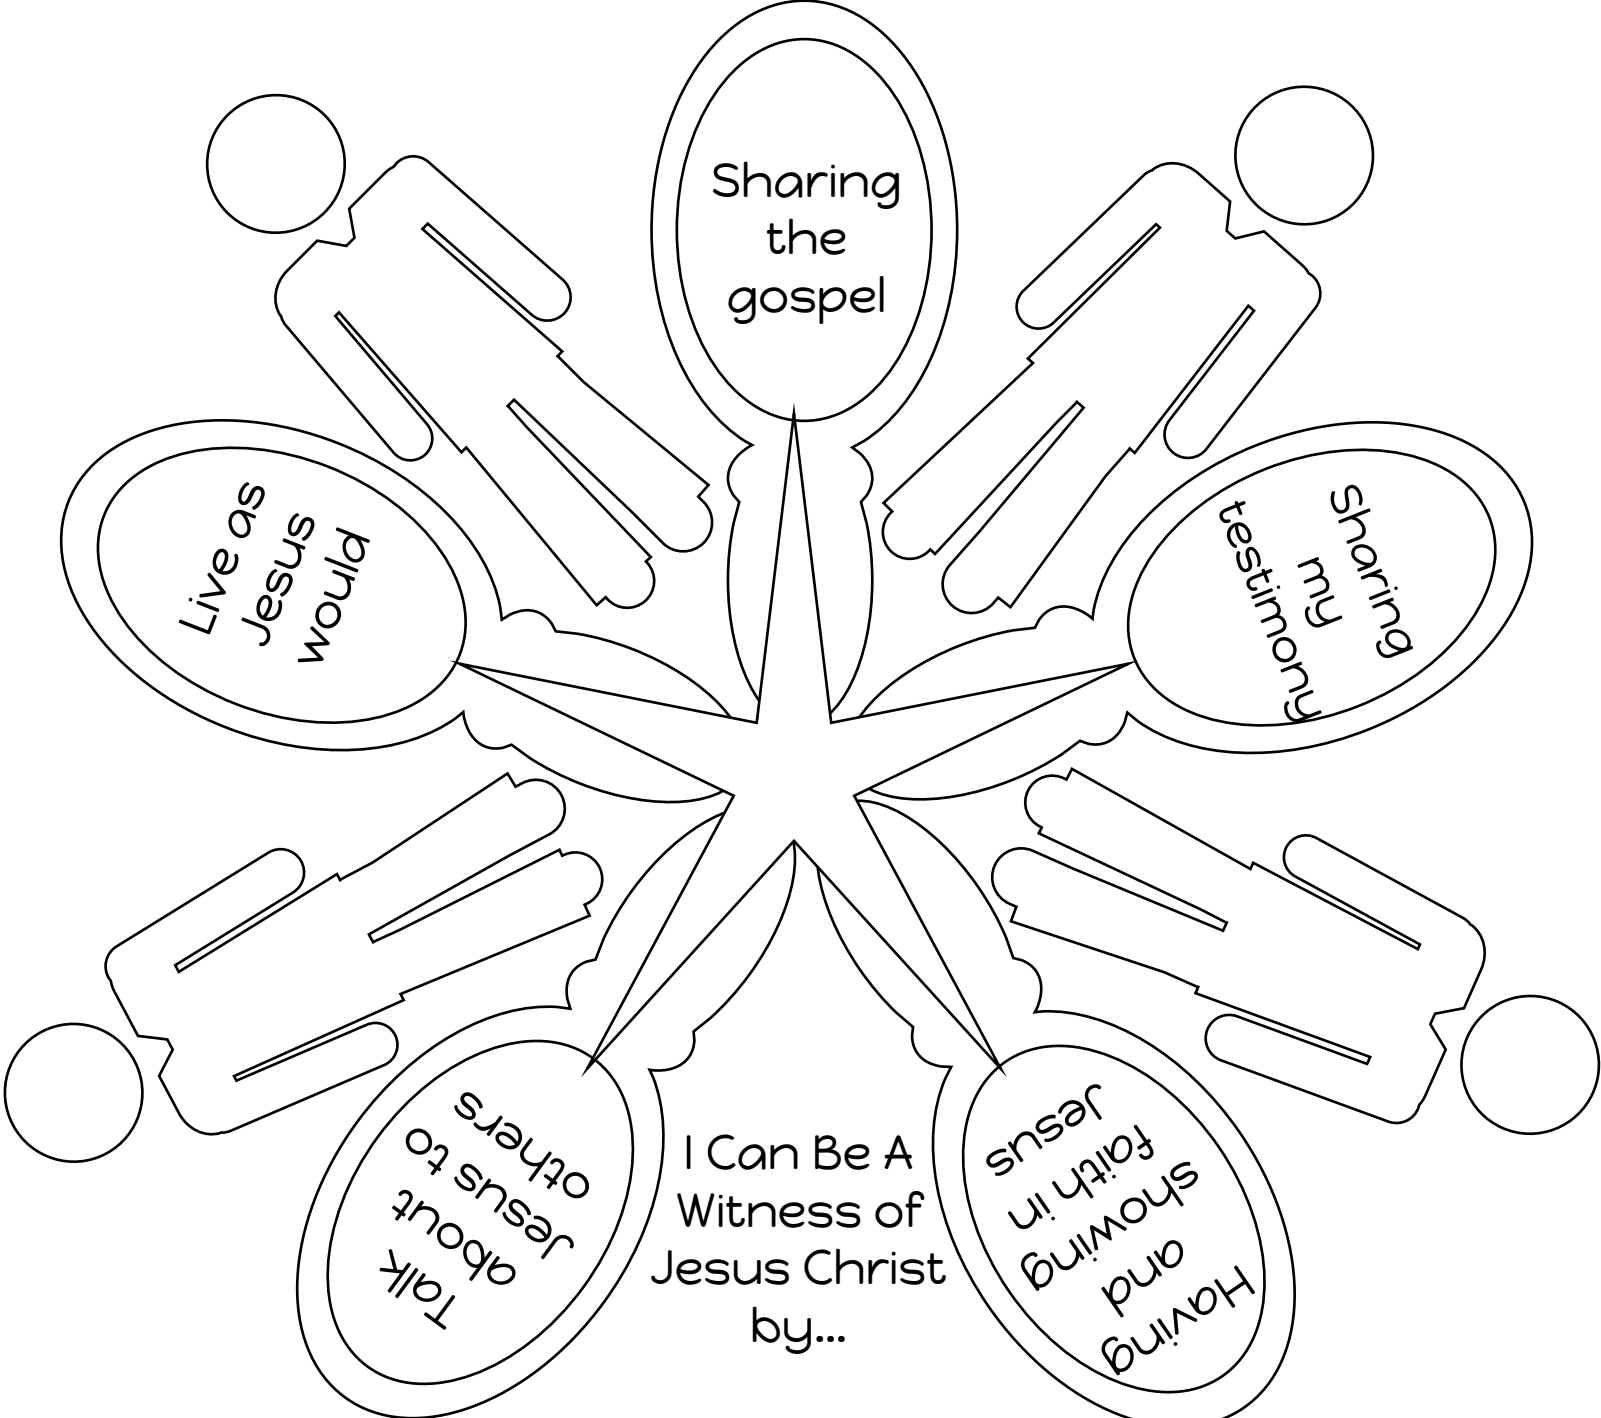 Sharing
the
gospel
Live as
Jesus
would
Sharing
my
testimony
Talk
about
Jesus to
others
I Can Be A
Witness of
Jesus Christ
by...
Having
and
showing
faith in
Jesus